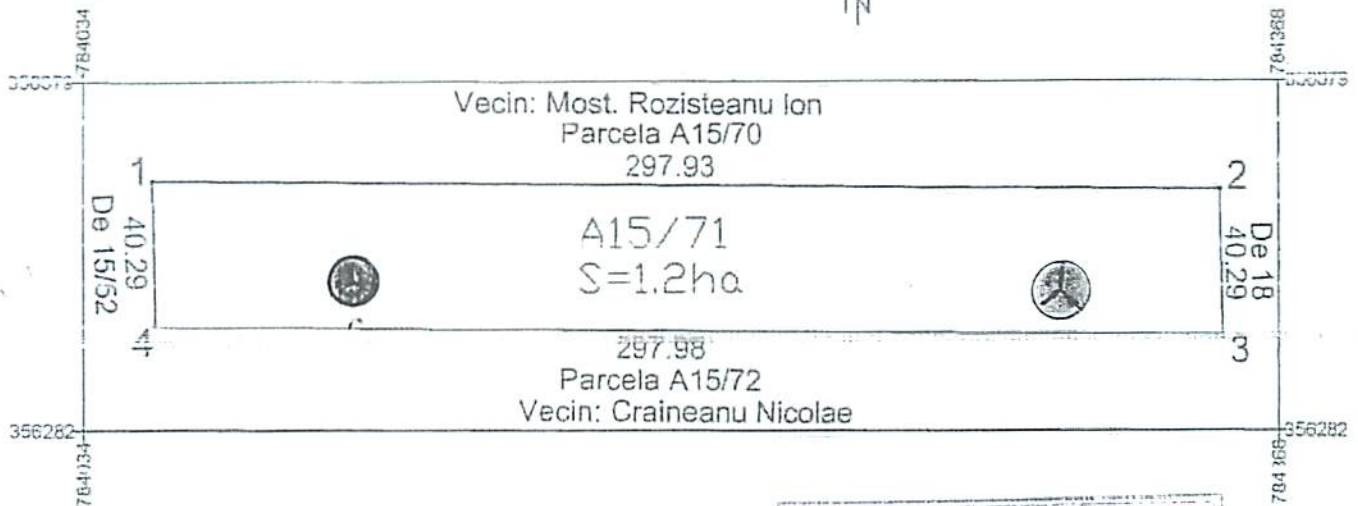 N
784034
784368
Vecin: Most. Rozisteanu Ion
Parcela A15/70
297.93
1
2
De 15/52
40.29
A15/71
S=1.2ha
De 18
40.29
4
3
297.98
Parcela A15/72
Vecin: Craineanu Nicolae
356282
356282
784034
784368